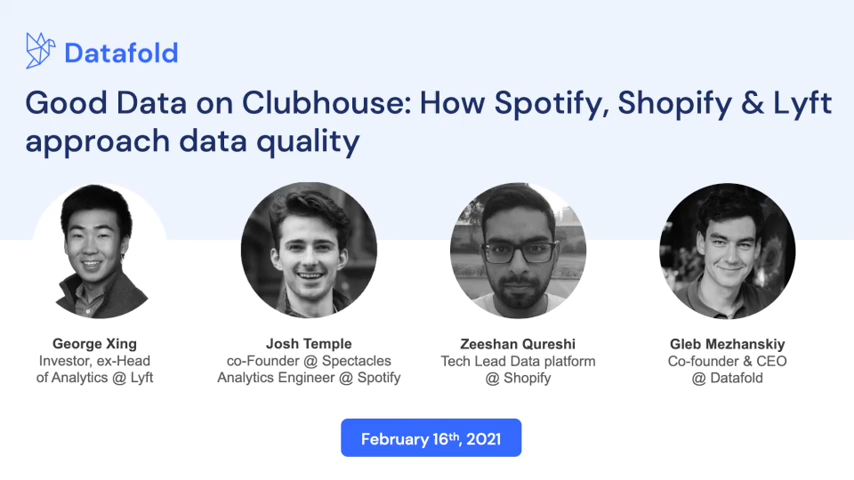 Datafold
Good Data on Clubhouse: How Spotify, Shopify & Lyft
approach data quality
George Xing
Investor, ex-Head
of Analytics @ Lyft
Josh Temple
co-Founder @ Spectacles
Analytics Engineer @ Spotify
Zeeshan Qureshi
Tech Lead Data platform
@ Shopify
Gleb Mezhanskiy
Co-founder & CEO
@ Datafold
February 16th, 2021